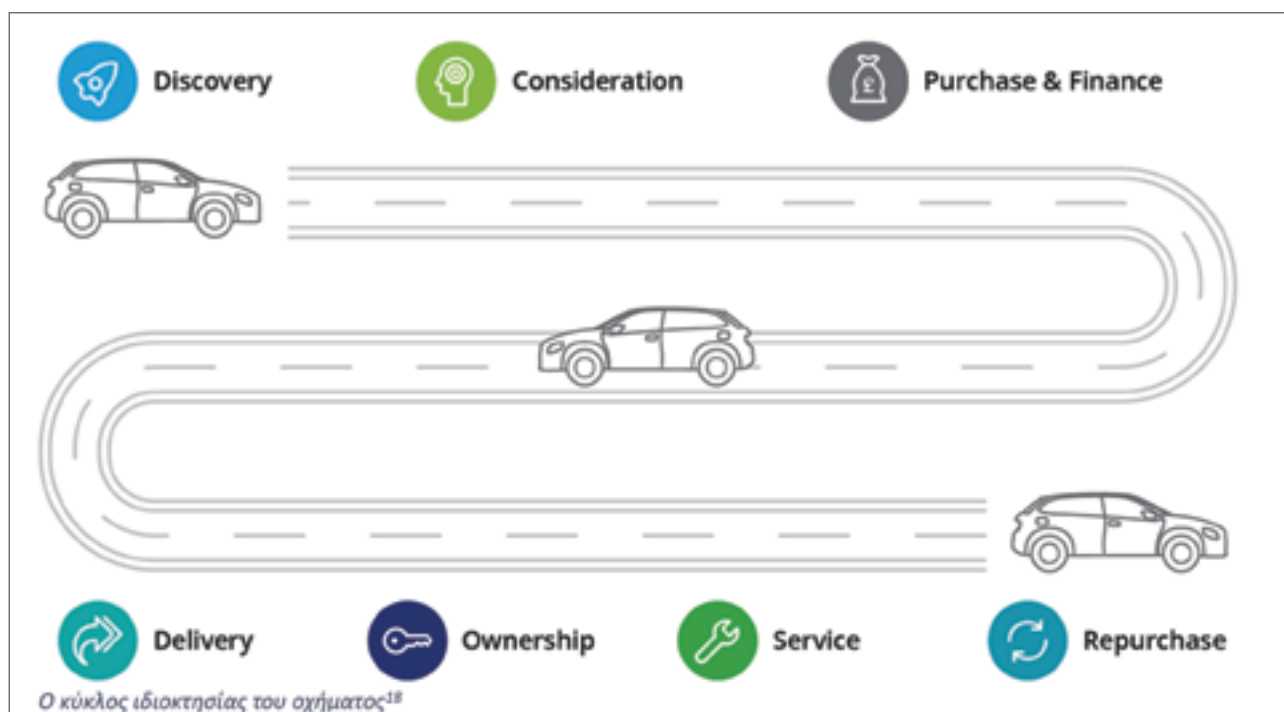 Discovery
Consideration
Purchase & Finance
£
Delivery
Ownership
Service
Repurchase
Ο κύκλος ιδιοκτησίας του οχήματος¹⁸